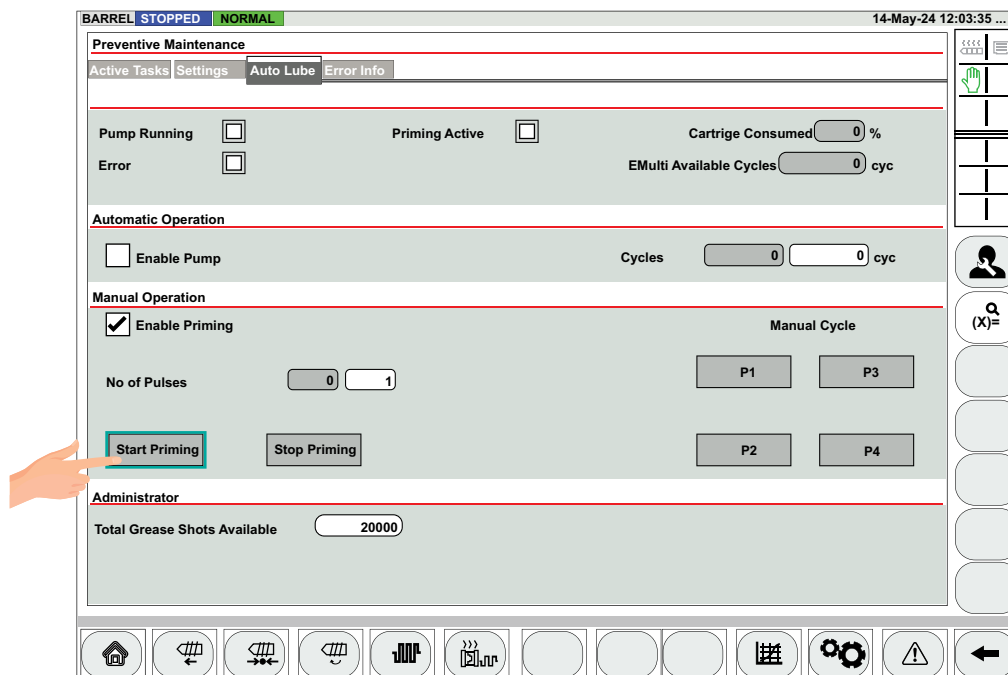 BARREL STOPPED NORMAL 14-May-24 12:03:35 ...
Preventive Maintenance
Active Tasks Settings Auto Lube Error Info
Pump Running Priming Active Cartrige Consumed 0 %
Error EMulti Available Cycles 0 cyc
Automatic Operation
Enable Pump Cycles 0 0 cyc
Manual Operation
Enable Priming Manual Cycle
P1 P3
No of Pulses 0 1
Start Priming Stop Priming P2 P4
Administrator
Total Grease Shots Available 20000
(X)=